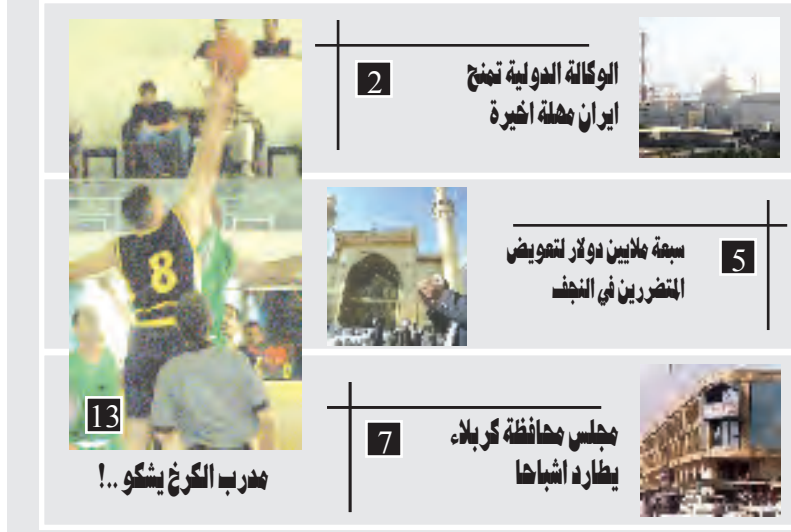 الوكالة الدولية تمنح
ايران مهلة اخيرة
2
سبعة ملايين دولار لتعويض
المتضررين في النجف
5
مجلس محافظة كربلاء
يطارد اشباحا
7
8
13
مدرب الكرخ يشكو ..!